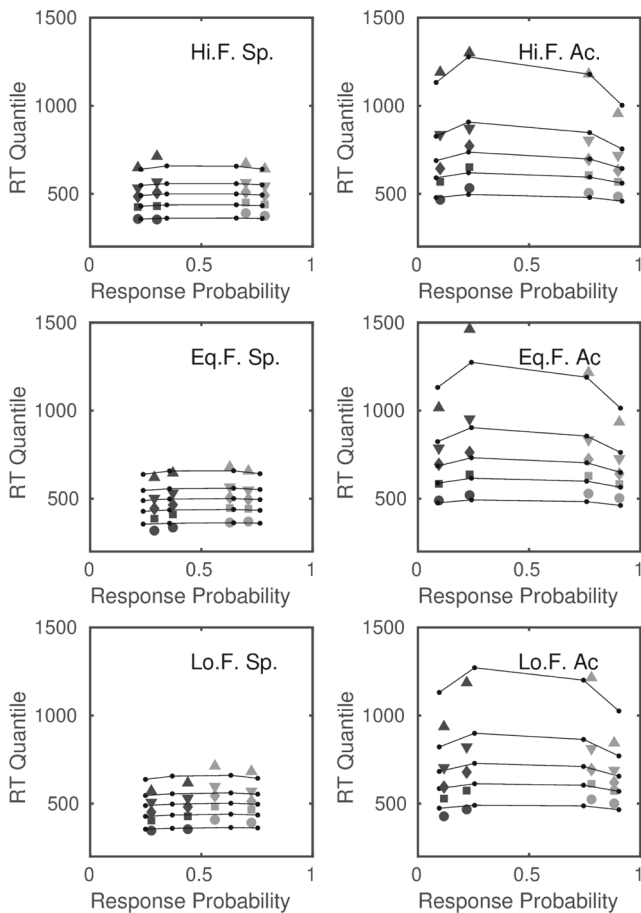 1500
Hi.F. Sp.
RT Quantile
1000
500
0
0.5
1
Response Probability
1500
Hi.F. Ac.
RT Quantile
1000
500
0
0.5
1
Response Probability
1500
Eq.F. Sp.
RT Quantile
1000
500
0
0.5
1
Response Probability
1500
Eq.F. Ac
RT Quantile
1000
500
0
0.5
1
Response Probability
1500
Lo.F. Sp.
RT Quantile
1000
500
0
0.5
1
Response Probability
1500
Lo.F. Ac
RT Quantile
1000
500
0
0.5
1
Response Probability